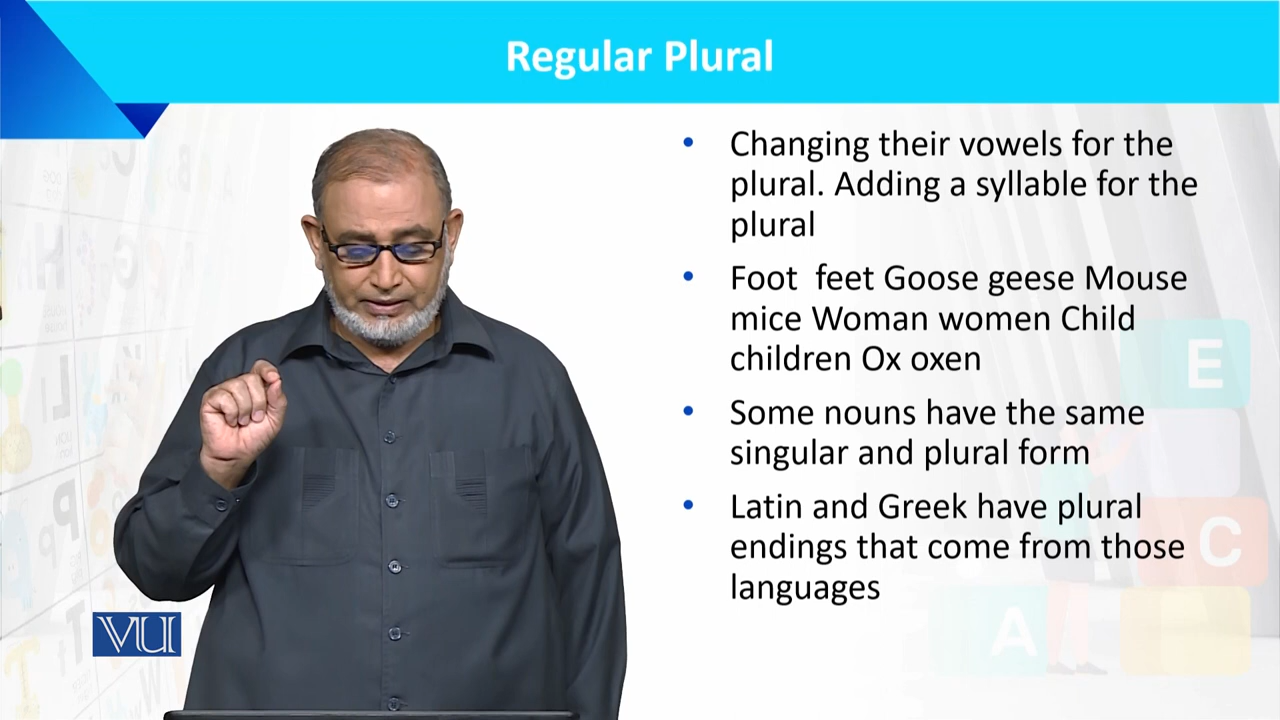 Regular Plural
• Changing their vowels for the
plural. Adding a syllable for the
plural
• Foot  feet Goose geese Mouse
mice Woman women Child
children Ox oxen
• Some nouns have the same
singular and plural form
• Latin and Greek have plural
endings that come from those
languages
VU
E
C
A